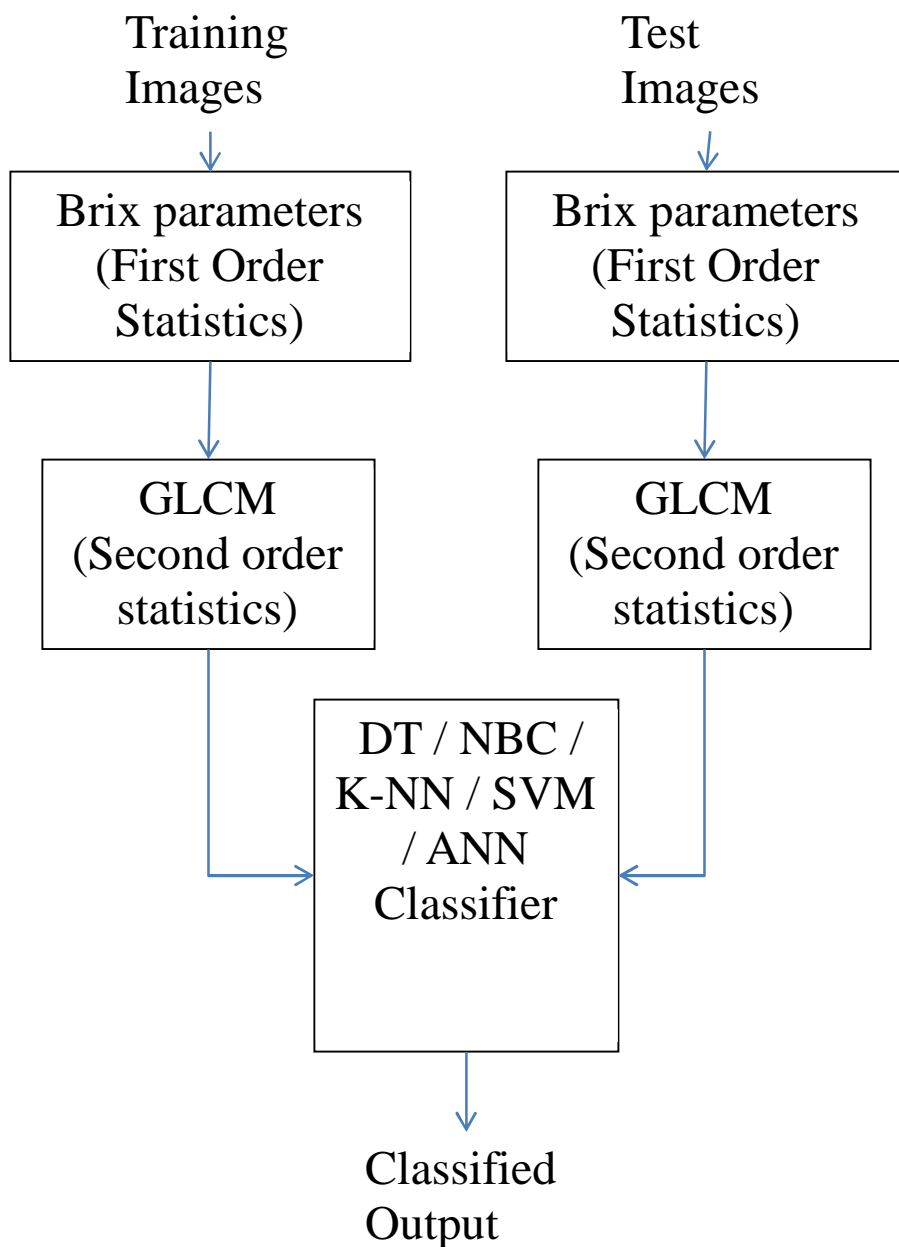 Training
Images
Test
Images
Brix parameters
(First Order
Statistics)
Brix parameters
(First Order
Statistics)
GLCM
(Second order
statistics)
GLCM
(Second order
statistics)
DT / NBC /
K-NN / SVM
/ ANN
Classifier
Classified
Output